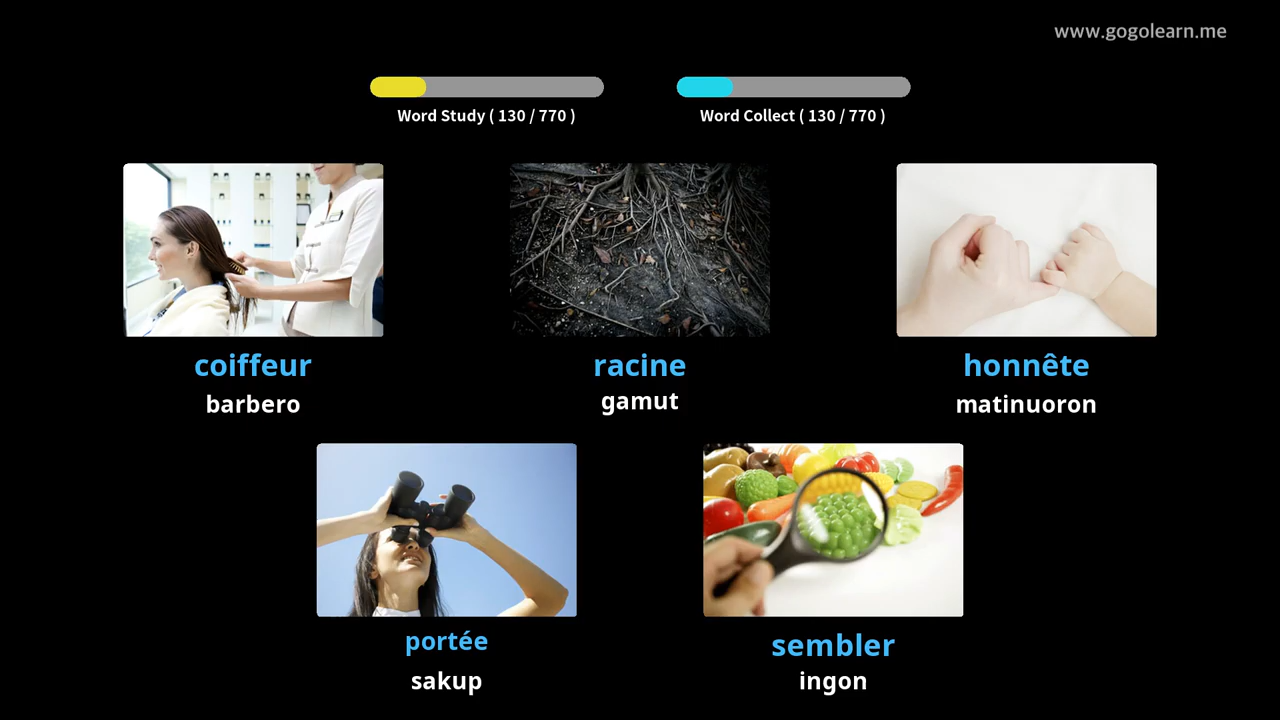 www.gogolearn.me
Word Study ( 130 / 770 )
Word Collect ( 130 / 770 )
coiffeur
barbero
racine
gamut
honnête
matinuoron
portée
sakup
sembler
ingon